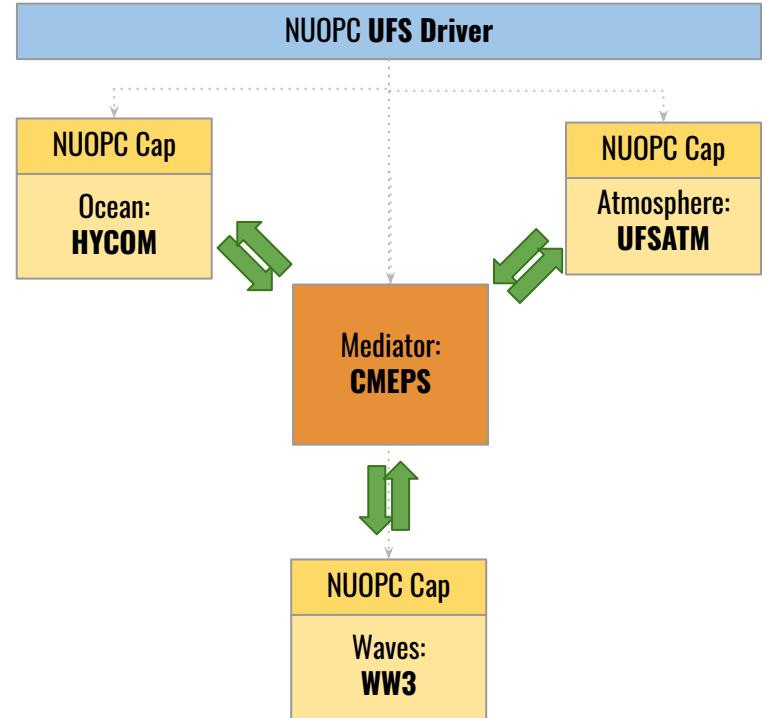 NUOPC UFS Driver
NUOPC Cap
Ocean:
HYCOM
NUOPC Cap
Atmosphere:
UFSATM
Mediator:
CMEPS
NUOPC Cap
Waves:
WW3